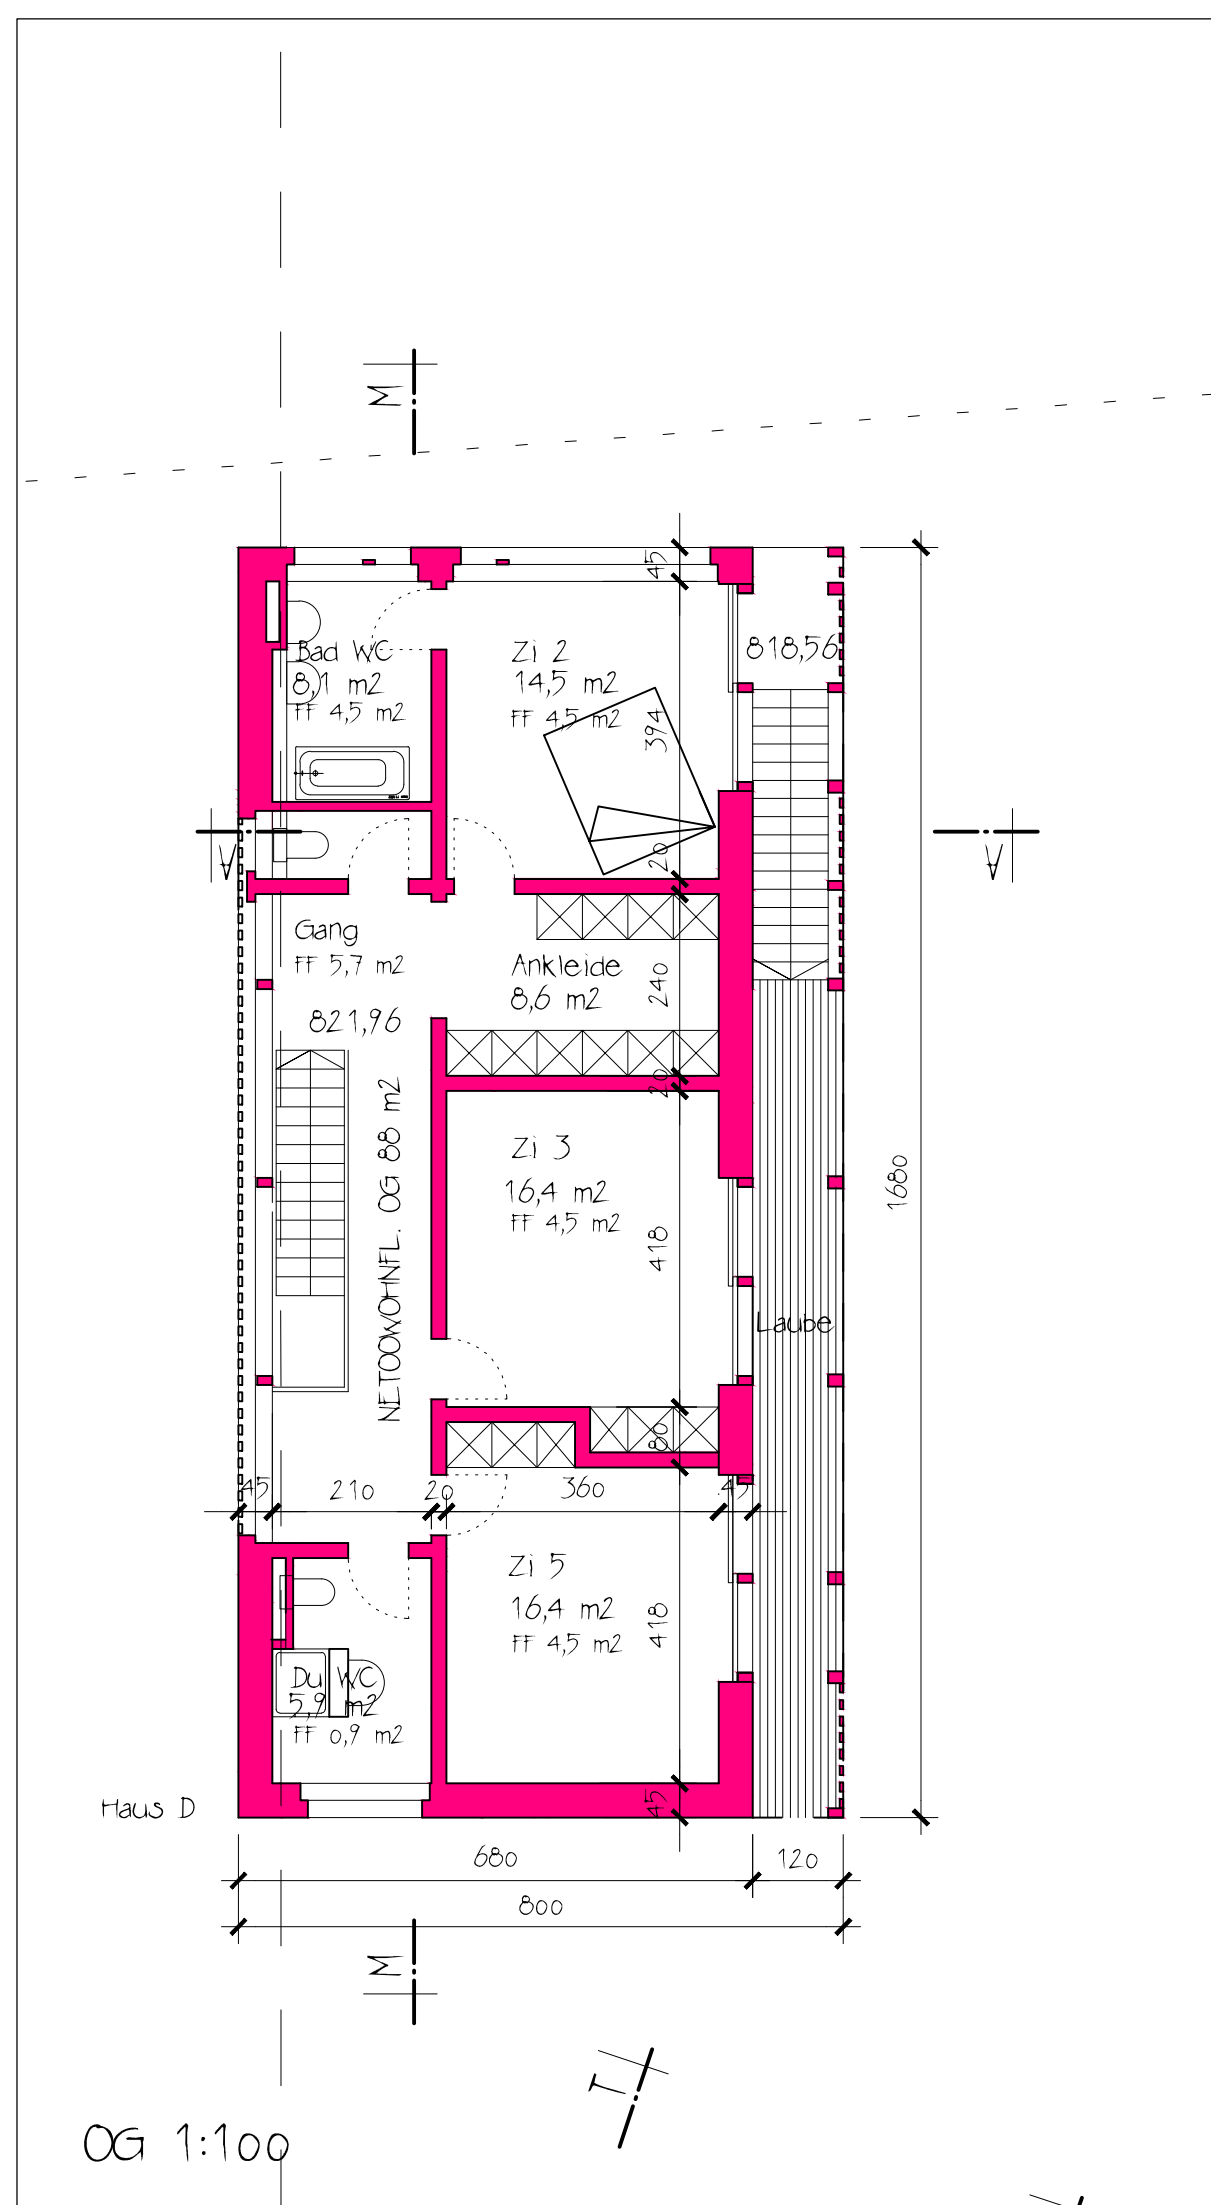 M
45
Bad WC
8,1 m2
FF 4,5 m2
Zi 2
14,5 m2
FF 4,5 m2
818,56
394
A
A
20
Gang
FF 5,7 m2
821,96
Ankleide
8,6 m2
240
20
NETOOWOHNFL. OG 88 m2
Zi 3
16,4 m2
FF 4,5 m2
418
1680
Laube
80
45
210
20
360
45
Zi 5
16,4 m2
FF 4,5 m2
418
Du WC
5,9 m2
FF 0,9 m2
45
Haus D
680
120
800
M
T
OG 1:100